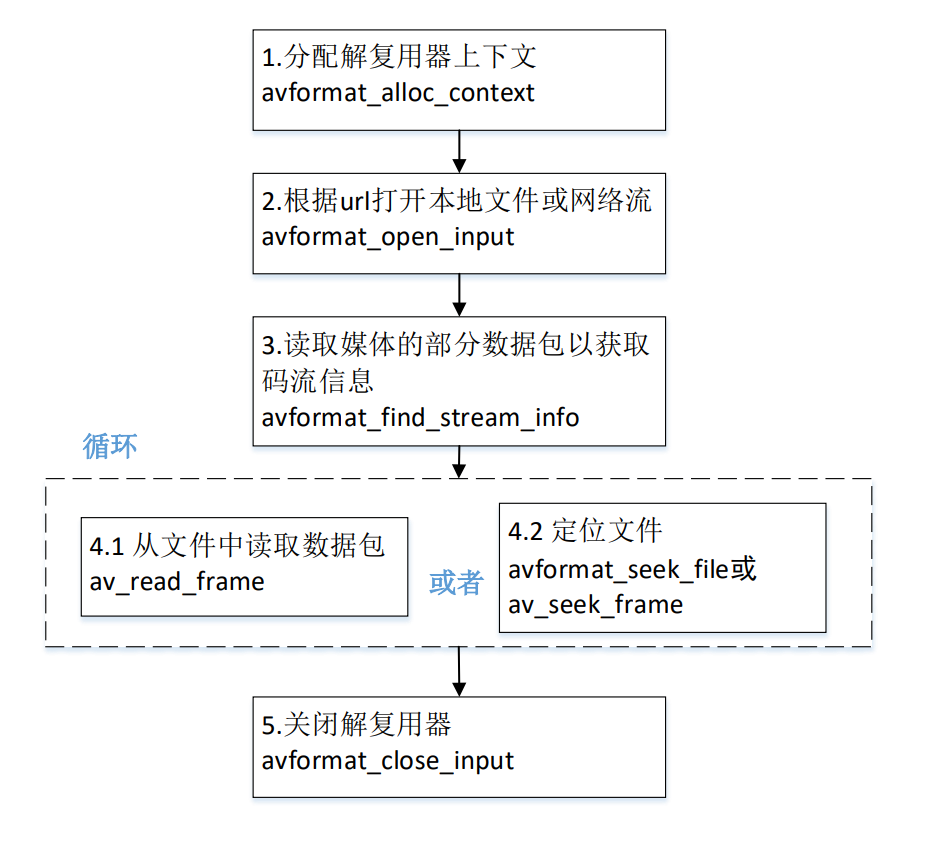 1.分配解复用器上下文
avformat_alloc_context
2.根据url打开本地文件或网络流
avformat_open_input
3.读取媒体的部分数据包以获取
码流信息
avformat_find_stream_info
循环
4.1 从文件中读取数据包
av_read_frame
或者
4.2 定位文件
avformat_seek_file或
av_seek_frame
5.关闭解复用器
avformat_close_input